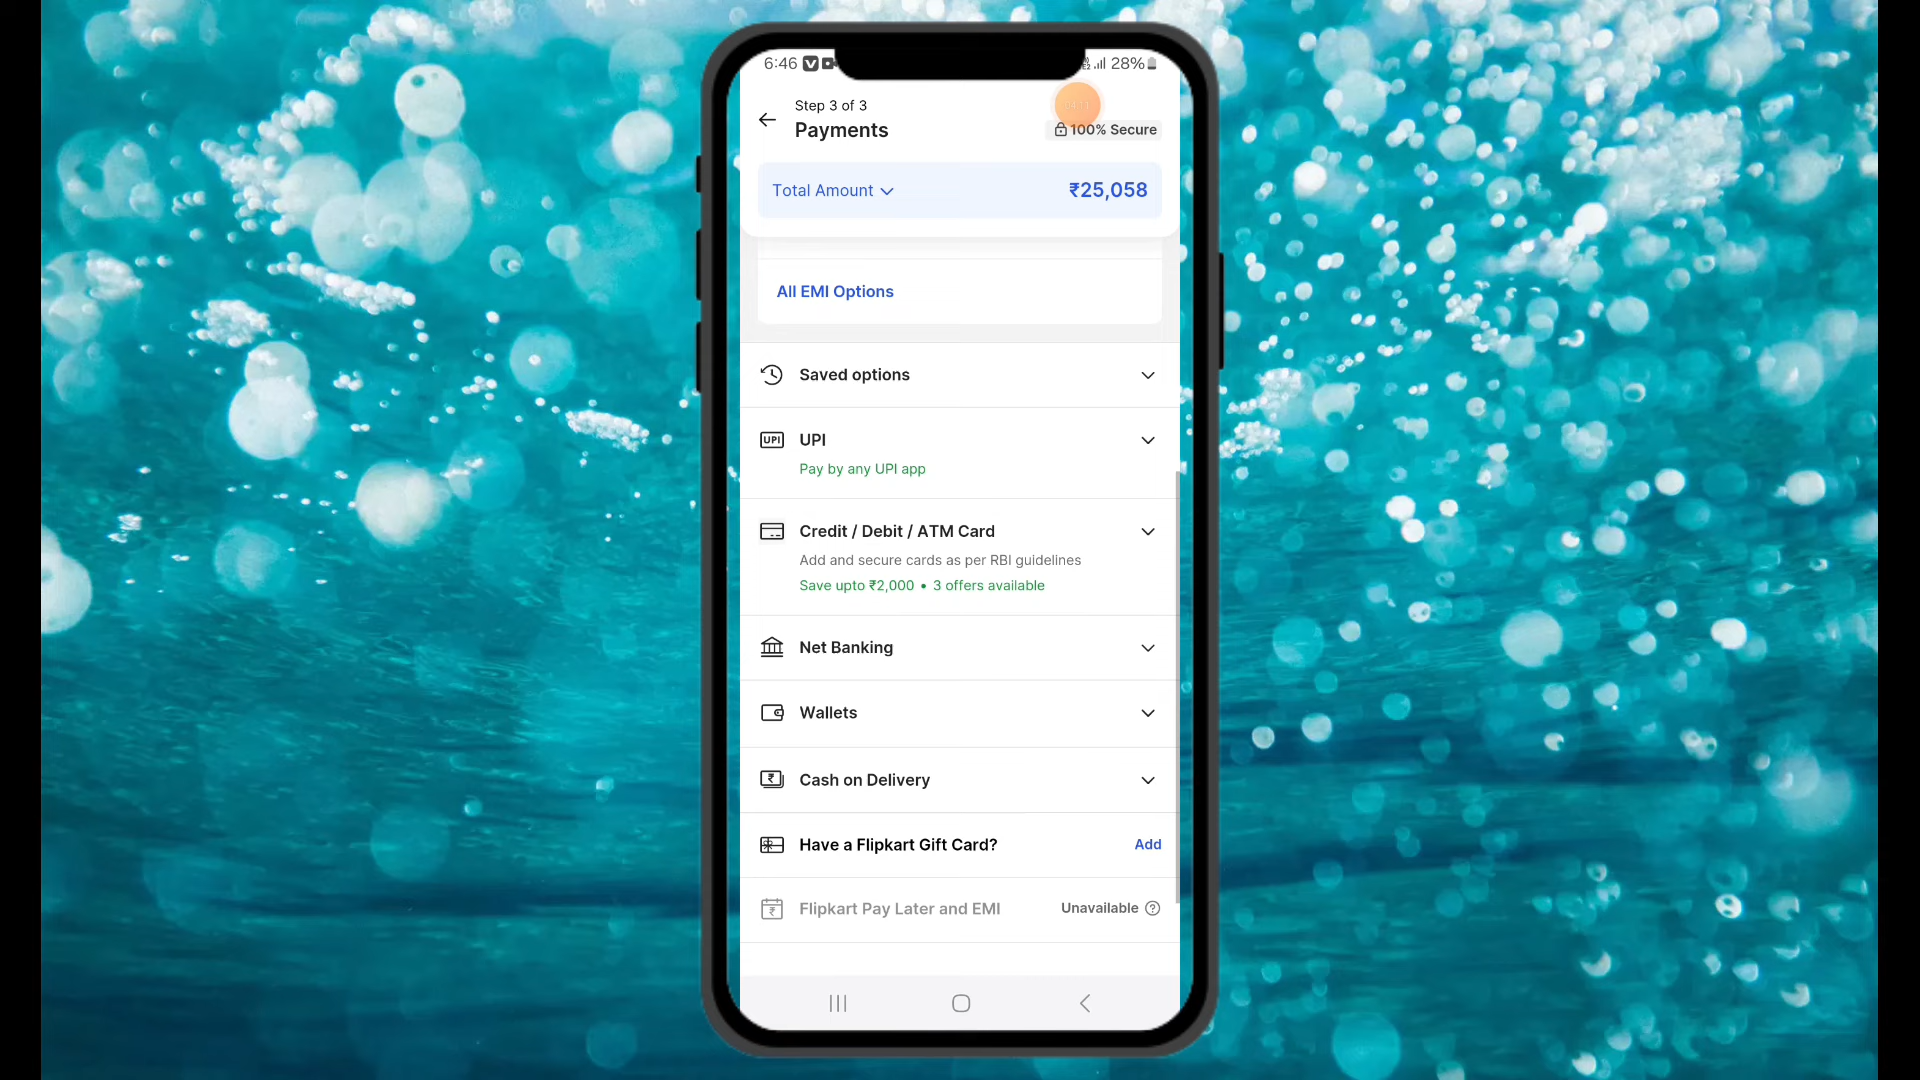 6:46 28%
Step 3 of 3
Payments
100% Secure
Total Amount ₹25,058
All EMI Options
Saved options
UPI UPI
Pay by any UPI app
Credit / Debit / ATM Card
Add and secure cards as per RBI guidelines
Save upto ₹2,000 • 3 offers available
Net Banking
Wallets
Cash on Delivery
Have a Flipkart Gift Card? Add
Flipkart Pay Later and EMI Unavailable